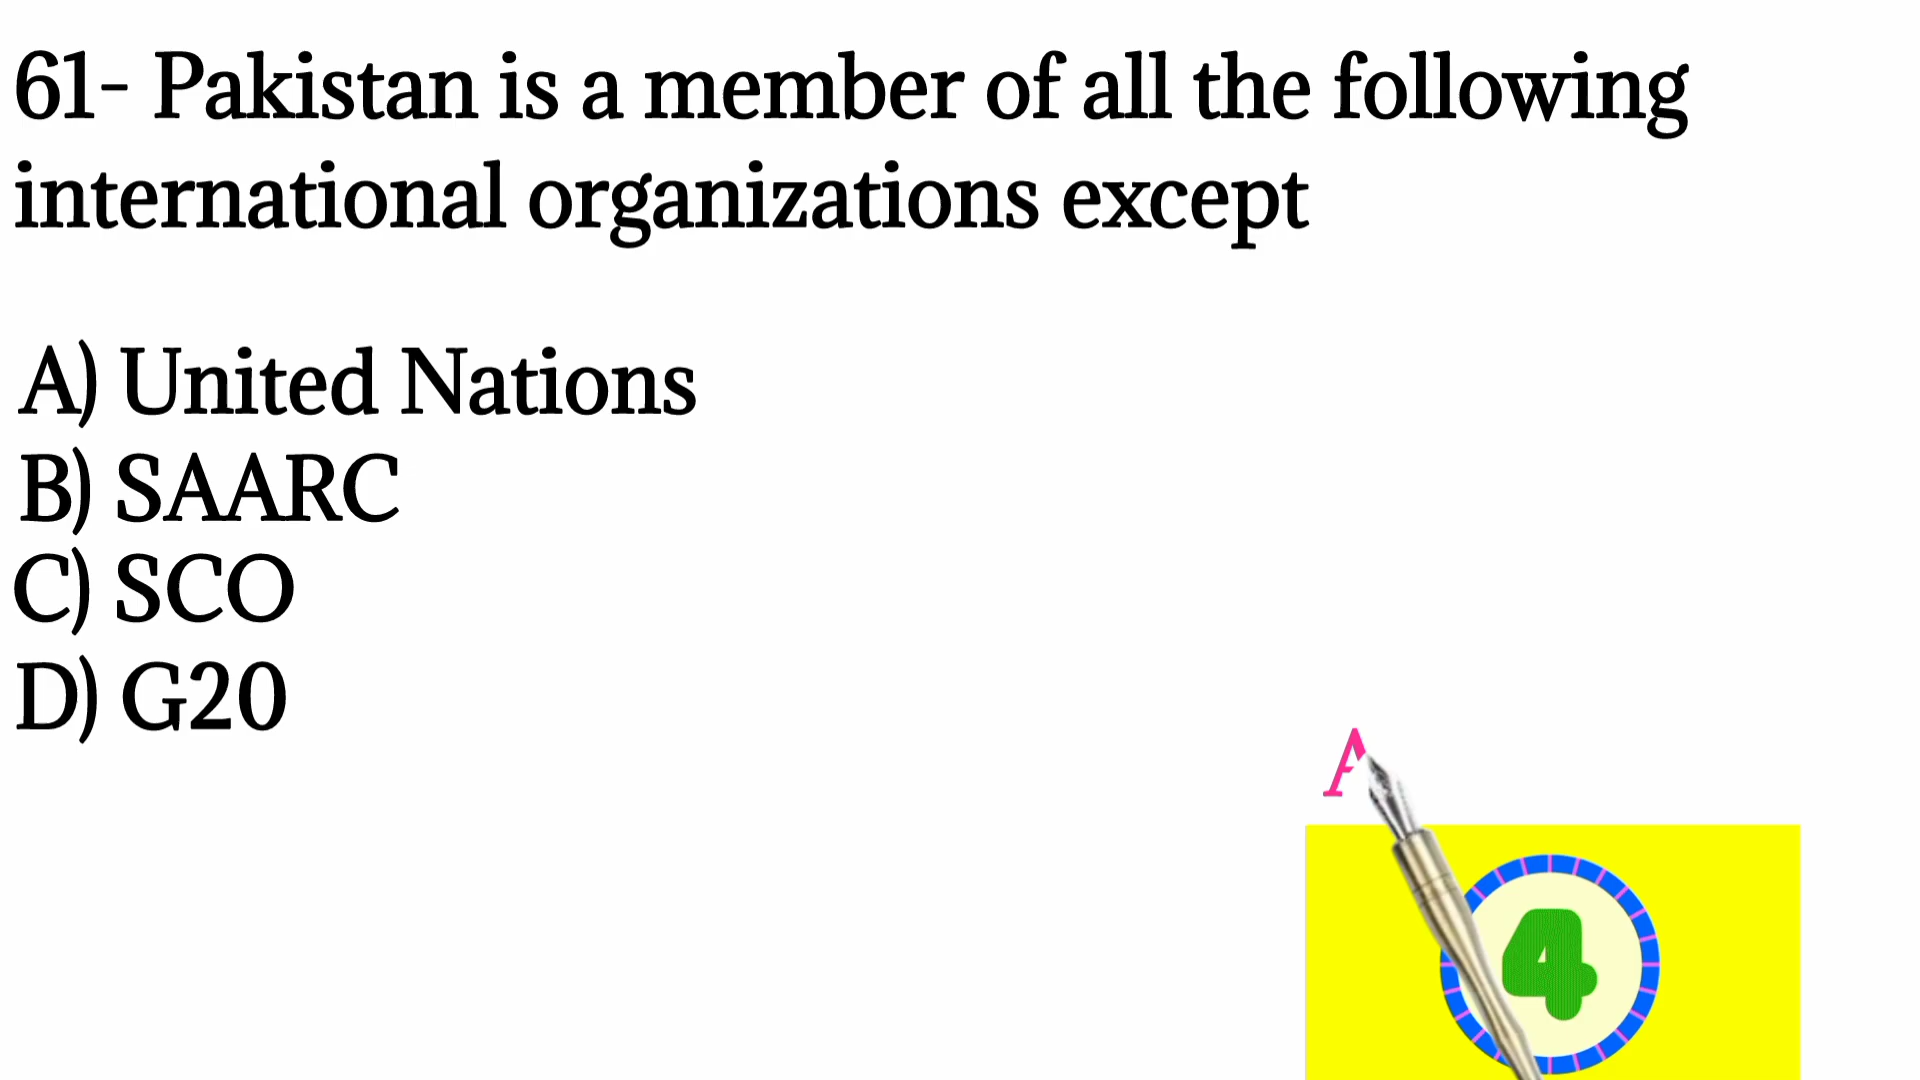 61- Pakistan is a member of all the following
international organizations except
A) United Nations
B) SAARC
C) SCO
D) G20
A
4